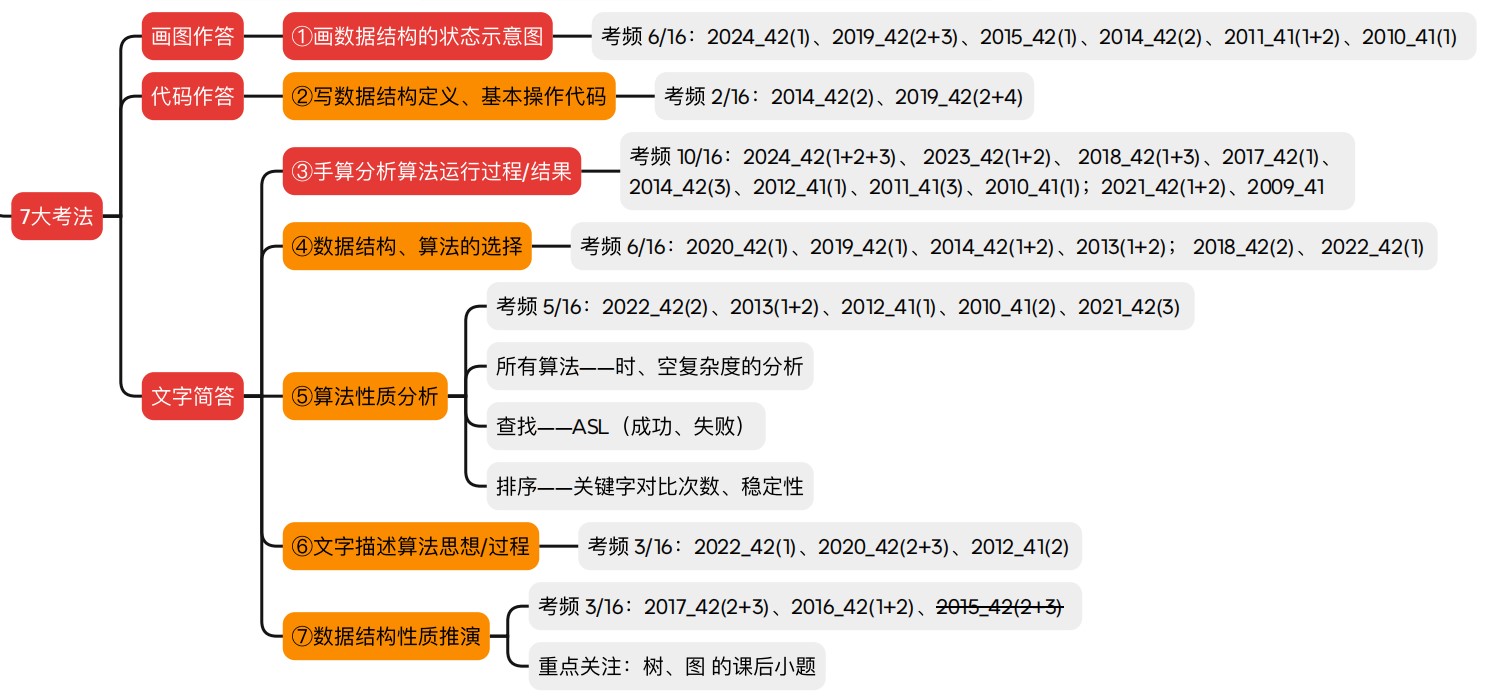 7大考法
画图作答
①画数据结构的状态示意图
考频 6/16：2024_42(1)、2019_42(2+3)、2015_42(1)、2014_42(2)、2011_41(1+2)、2010_41(1)
代码作答
②写数据结构定义、基本操作代码
考频 2/16：2014_42(2)、2019_42(2+4)
文字简答
③手算分析算法运行过程/结果
考频 10/16：2024_42(1+2+3)、 2023_42(1+2)、 2018_42(1+3)、2017_42(1)、
2014_42(3)、2012_41(1)、2011_41(3)、2010_41(1)；2021_42(1+2)、2009_41
④数据结构、算法的选择
考频 6/16：2020_42(1)、2019_42(1)、2014_42(1+2)、2013(1+2)； 2018_42(2)、 2022_42(1)
⑤算法性质分析
考频 5/16：2022_42(2)、2013(1+2)、2012_41(1)、2010_41(2)、2021_42(3)
所有算法——时、空复杂度的分析
查找——ASL（成功、失败）
排序——关键字对比次数、稳定性
⑥文字描述算法思想/过程
考频 3/16：2022_42(1)、2020_42(2+3)、2012_41(2)
⑦数据结构性质推演
考频 3/16：2017_42(2+3)、2016_42(1+2)、2015_42(2+3)
重点关注：树、图 的课后小题